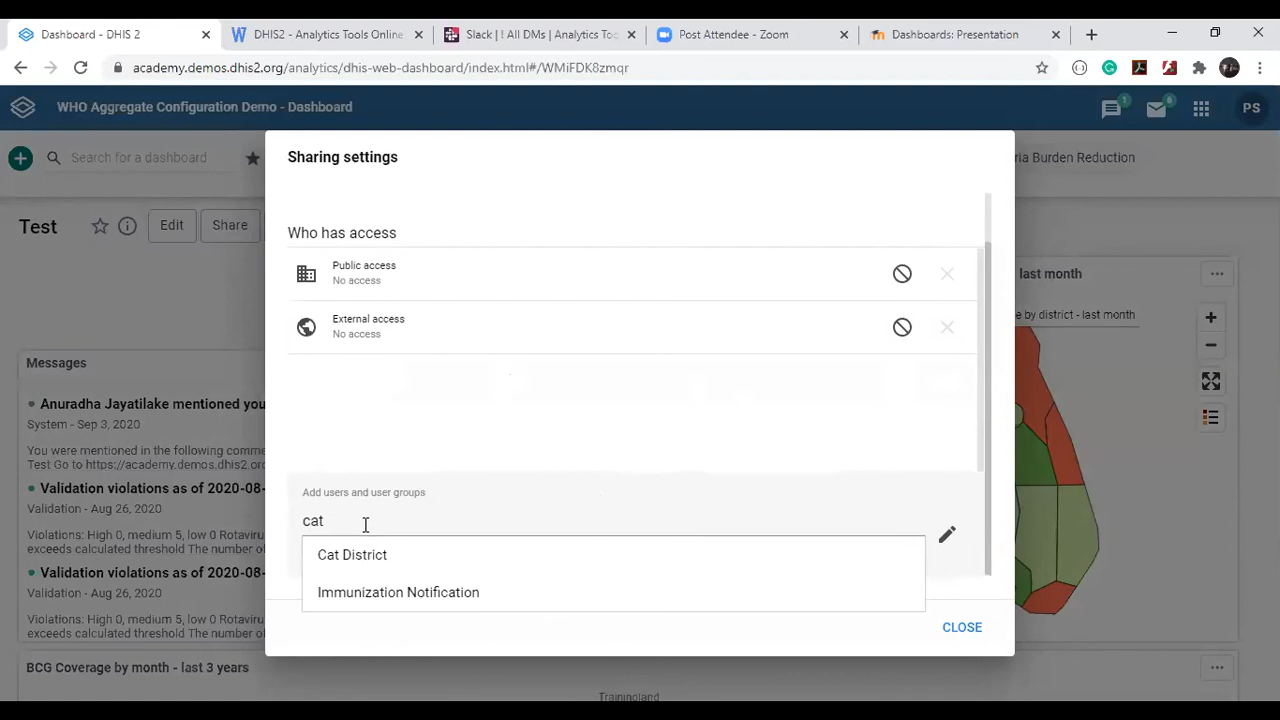 Dashboard - DHIS 2
DHIS2 - Analytics Tools Online
Slack | ! All DMs | Analytics Too
Post Attendee - Zoom
Dashboards: Presentation
academy.demos.dhis2.org/analytics/dhis-web-dashboard/index.html#/WMiFDK8zmqr
WHO Aggregate Configuration Demo - Dashboard
1
6
PS
Search for a dashboard
ria Burden Reduction
Sharing settings
Test
Edit
Share
Who has access
Public access
No access
External access
No access
last month
e by district - last month
Messages
Anuradha Jayatilake mentioned you
System - Sep 3, 2020
You were mentioned in the following comme
Test Go to https://academy.demos.dhis2.or
Validation violations as of 2020-08-
Validation - Aug 26, 2020
Violations: High 0, medium 5, low 0 Rotaviru
exceeds calculated threshold The number of
Validation violations as of 2020-08-
Validation - Aug 26, 2020
Violations: High 0, medium 5, low 0 Rotaviru
exceeds calculated threshold The number of
Add users and user groups
cat
Cat District
Immunization Notification
CLOSE
BCG Coverage by month - last 3 years
Trainingland